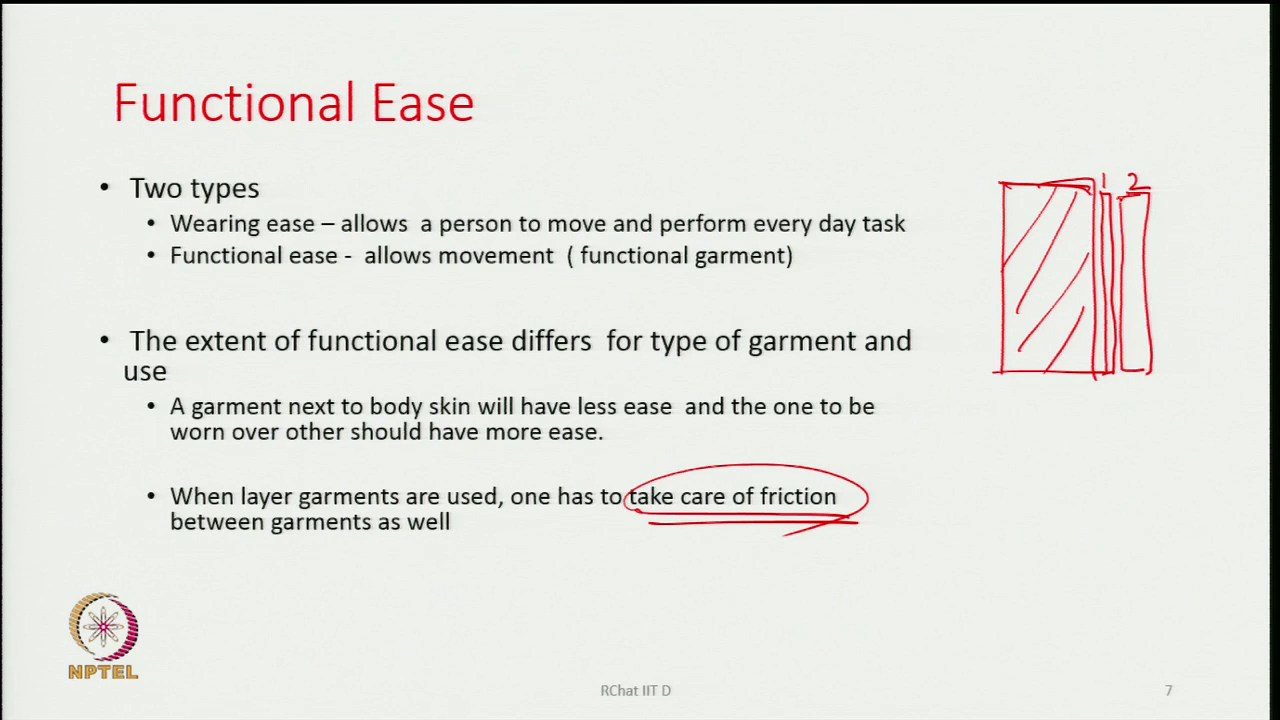 Functional Ease
• Two types
• Wearing ease – allows a person to move and perform every day task
• Functional ease - allows movement ( functional garment)
• The extent of functional ease differs for type of garment and
use
• A garment next to body skin will have less ease and the one to be
worn over other should have more ease.
• When layer garments are used, one has to take care of friction
between garments as well
1 2
NPTEL
RChat IIT D
7